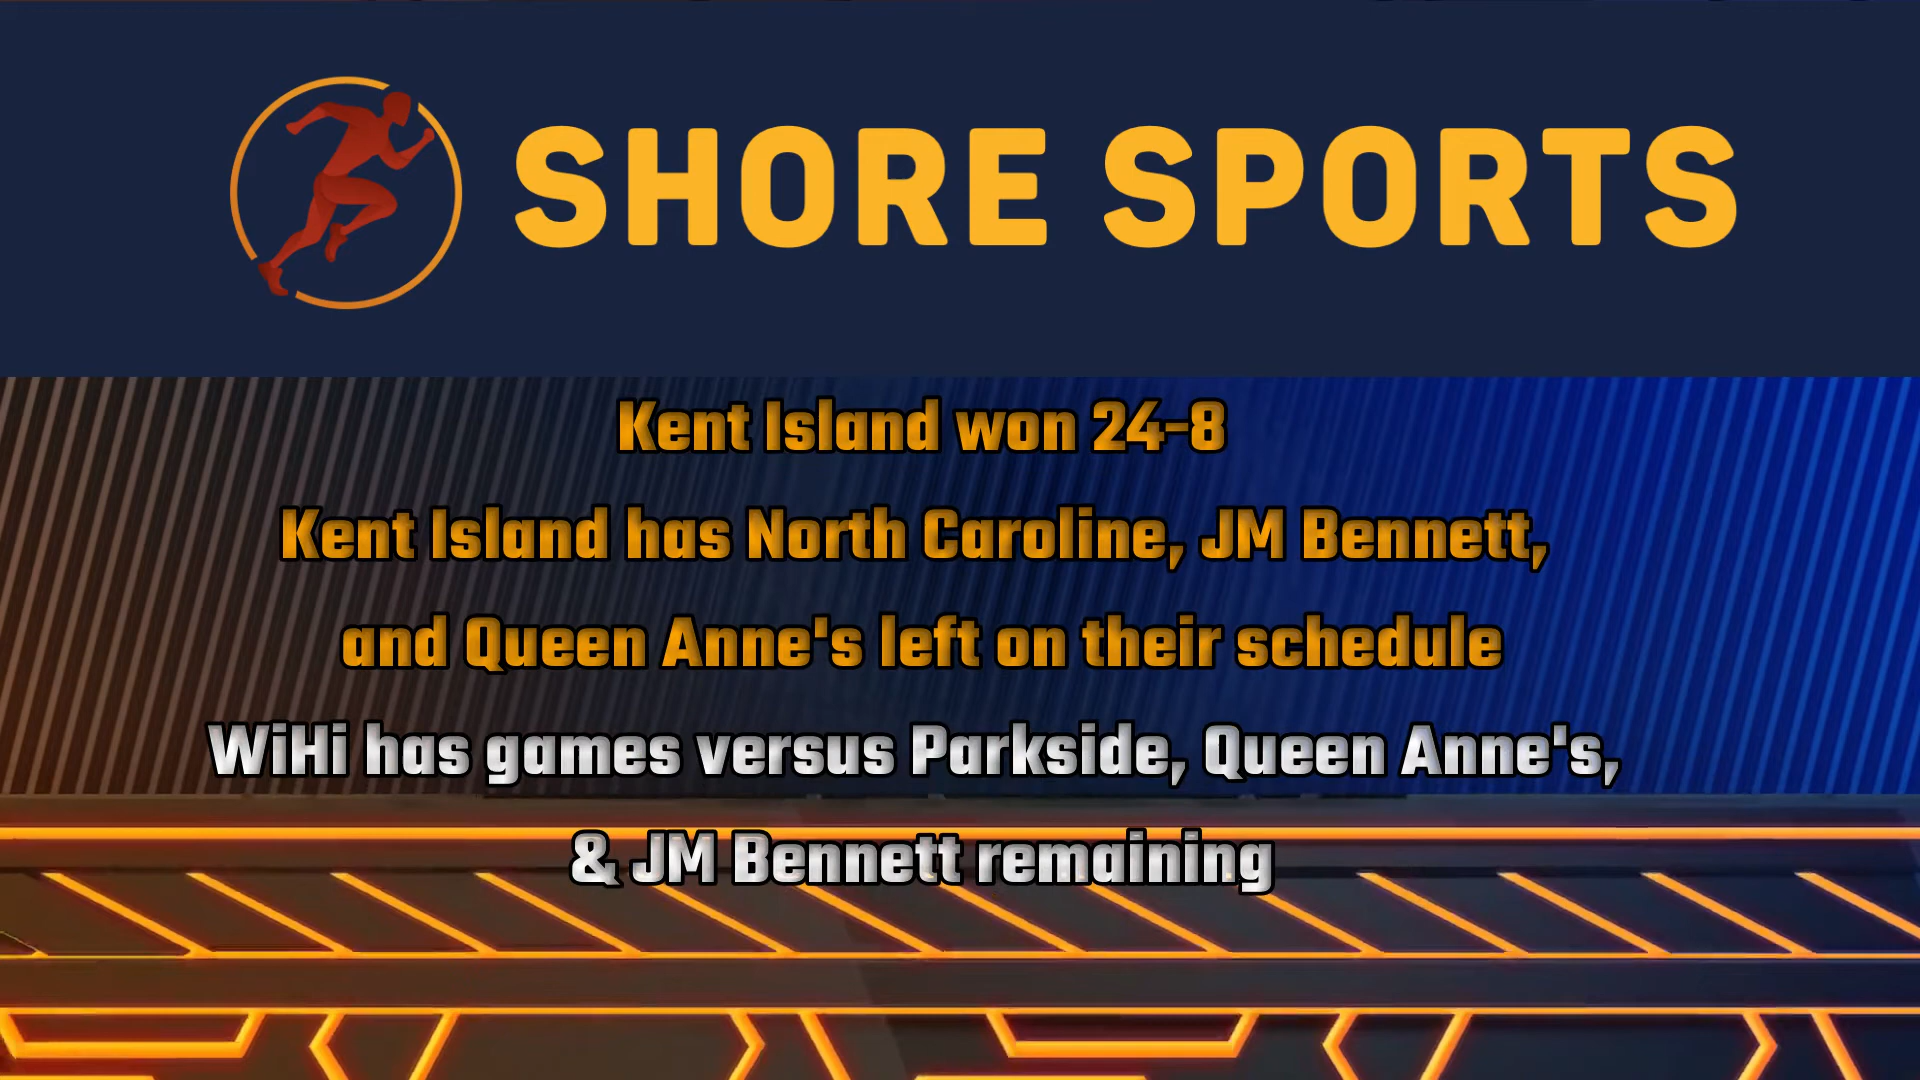 SHORE SPORTS
Kent Island won 24-8
Kent Island has North Caroline, JM Bennett,
and Queen Anne's left on their schedule
WiHi has games versus Parkside, Queen Anne's,
& JM Bennett remaining